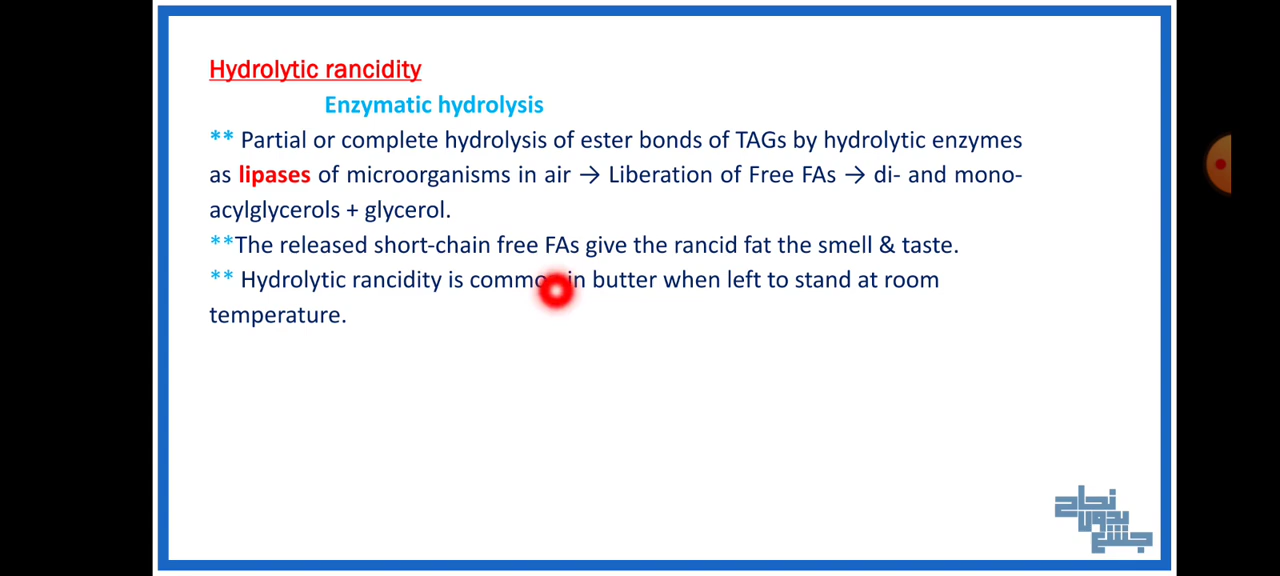 Hydrolytic rancidity
Enzymatic hydrolysis
** Partial or complete hydrolysis of ester bonds of TAGs by hydrolytic enzymes
as lipases of microorganisms in air → Liberation of Free FAs → di- and mono-
acylglycerols + glycerol.
**The released short-chain free FAs give the rancid fat the smell & taste.
** Hydrolytic rancidity is common in butter when left to stand at room
temperature.
نجاح
بدون
جشع